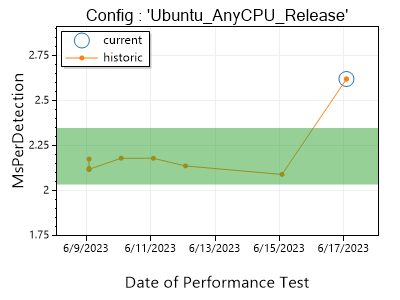 Config : 'Ubuntu_AnyCPU_Release'
current
historic
MsPerDetection
2.75
2.5
2.25
2
1.75
6/9/2023 6/11/2023 6/13/2023 6/15/2023 6/17/2023
Date of Performance Test